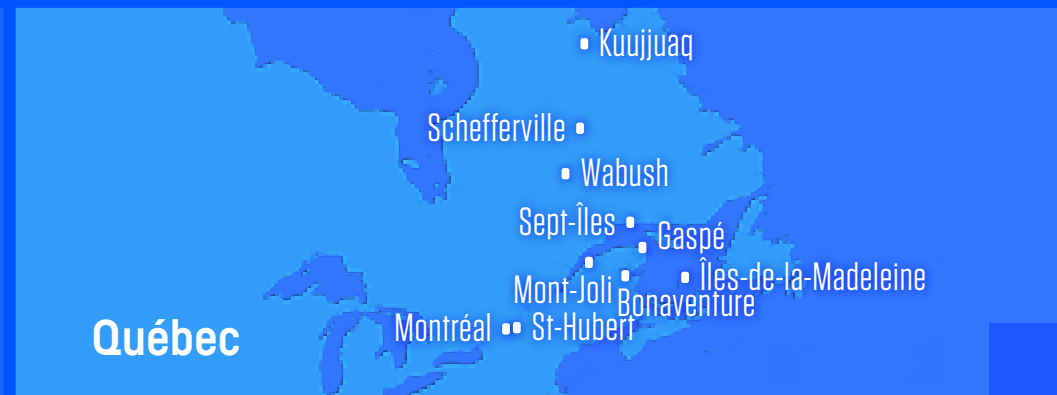 Kuujjuaq
Schefferville
Wabush
Sept-Îles
Gaspé
Îles-de-la-Madeleine
Mont-Joli
Bonaventure
Québec
Montréal
St-Hubert